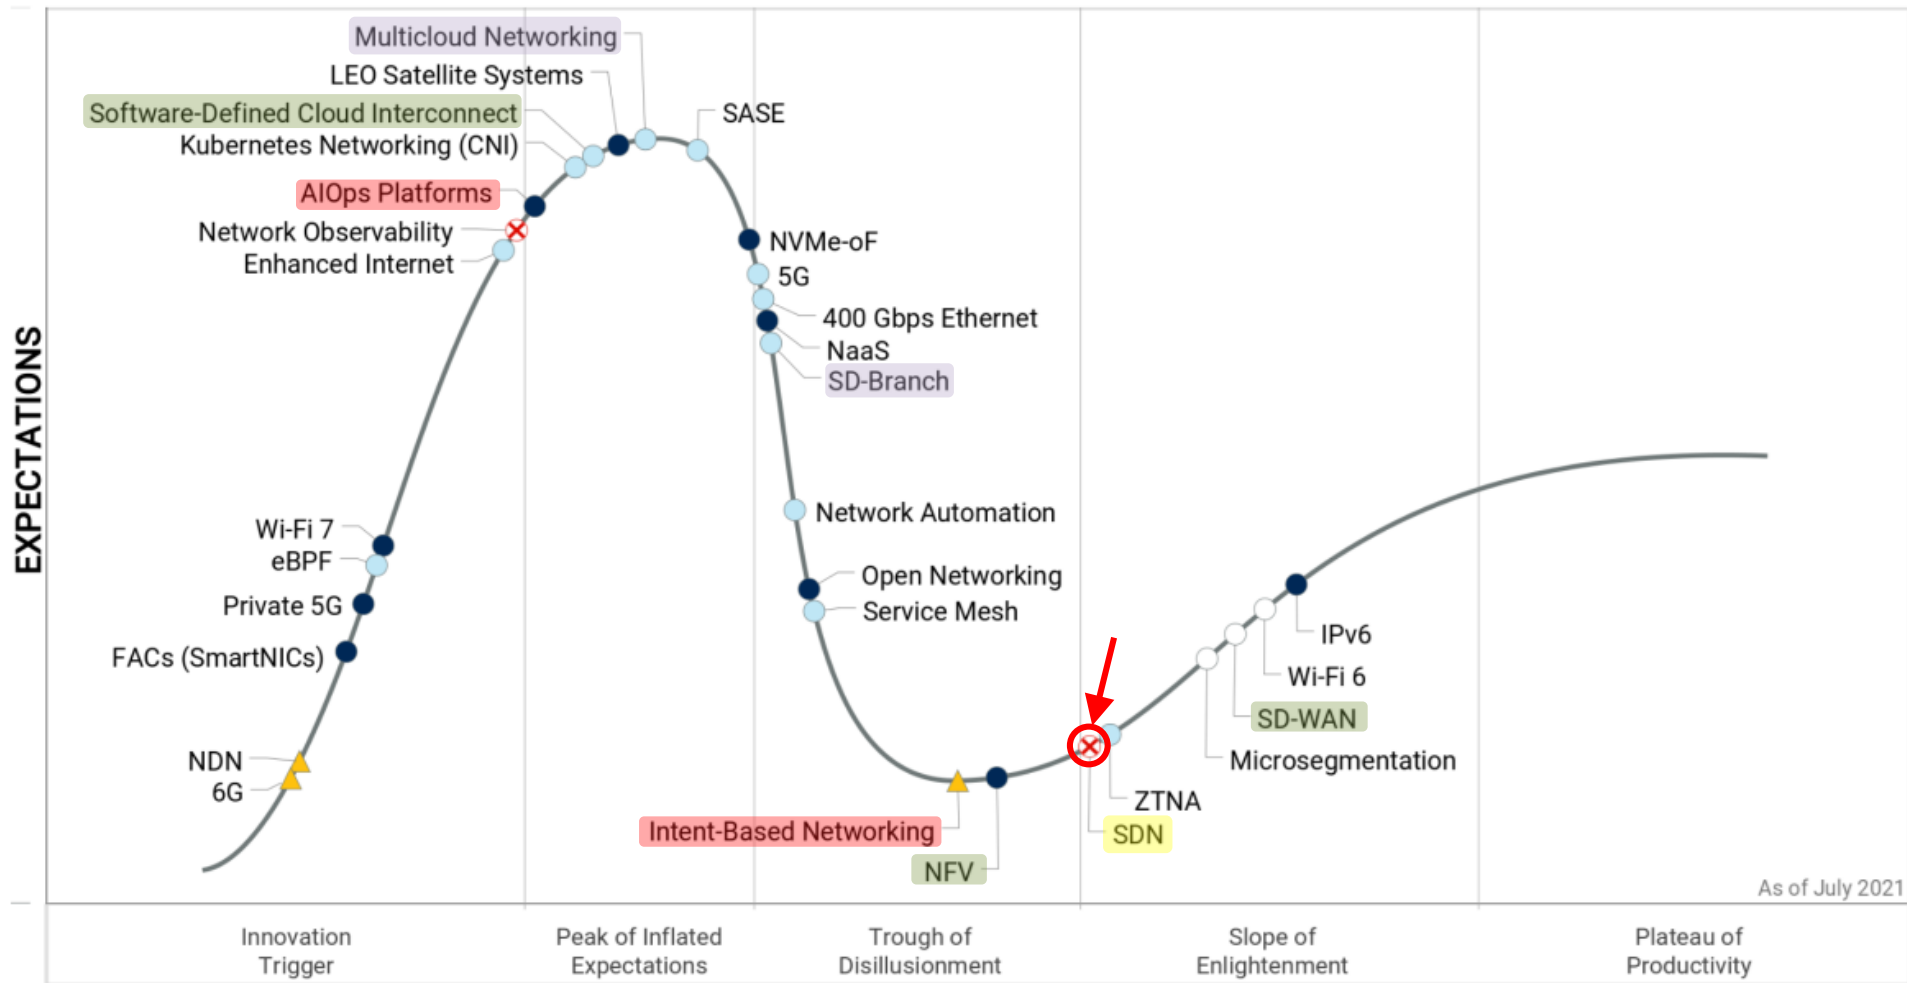 Multicloud Networking
LEO Satellite Systems
Software-Defined Cloud Interconnect
SASE
Kubernetes Networking (CNI)
AIOps Platforms
Network Observability
NVMe-oF
Enhanced Internet
5G
400 Gbps Ethernet
NaaS
SD-Branch
EXPECTATIONS
Network Automation
Wi-Fi 7
eBPF
Open Networking
Private 5G
Service Mesh
IPv6
FACs (SmartNICs)
Wi-Fi 6
SD-WAN
NDN
Microsegmentation
6G
ZTNA
Intent-Based Networking
SDN
NFV
As of July 2021
Innovation
Trigger
Peak of Inflated
Expectations
Trough of
Disillusionment
Slope of
Enlightenment
Plateau of
Productivity